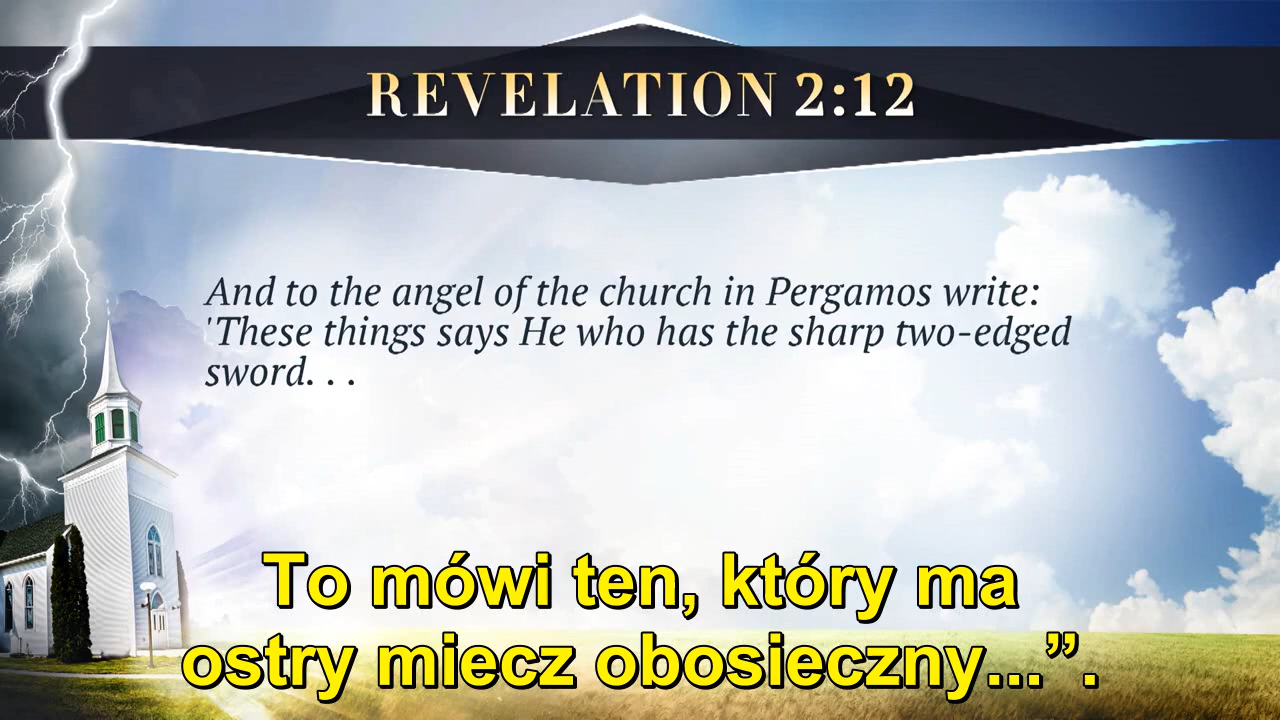 REVELATION 2:12
And to the angel of the church in Pergamos write:
'These things says He who has the sharp two-edged
sword. . .
To mówi ten, który ma
ostry miecz obosieczny...”.